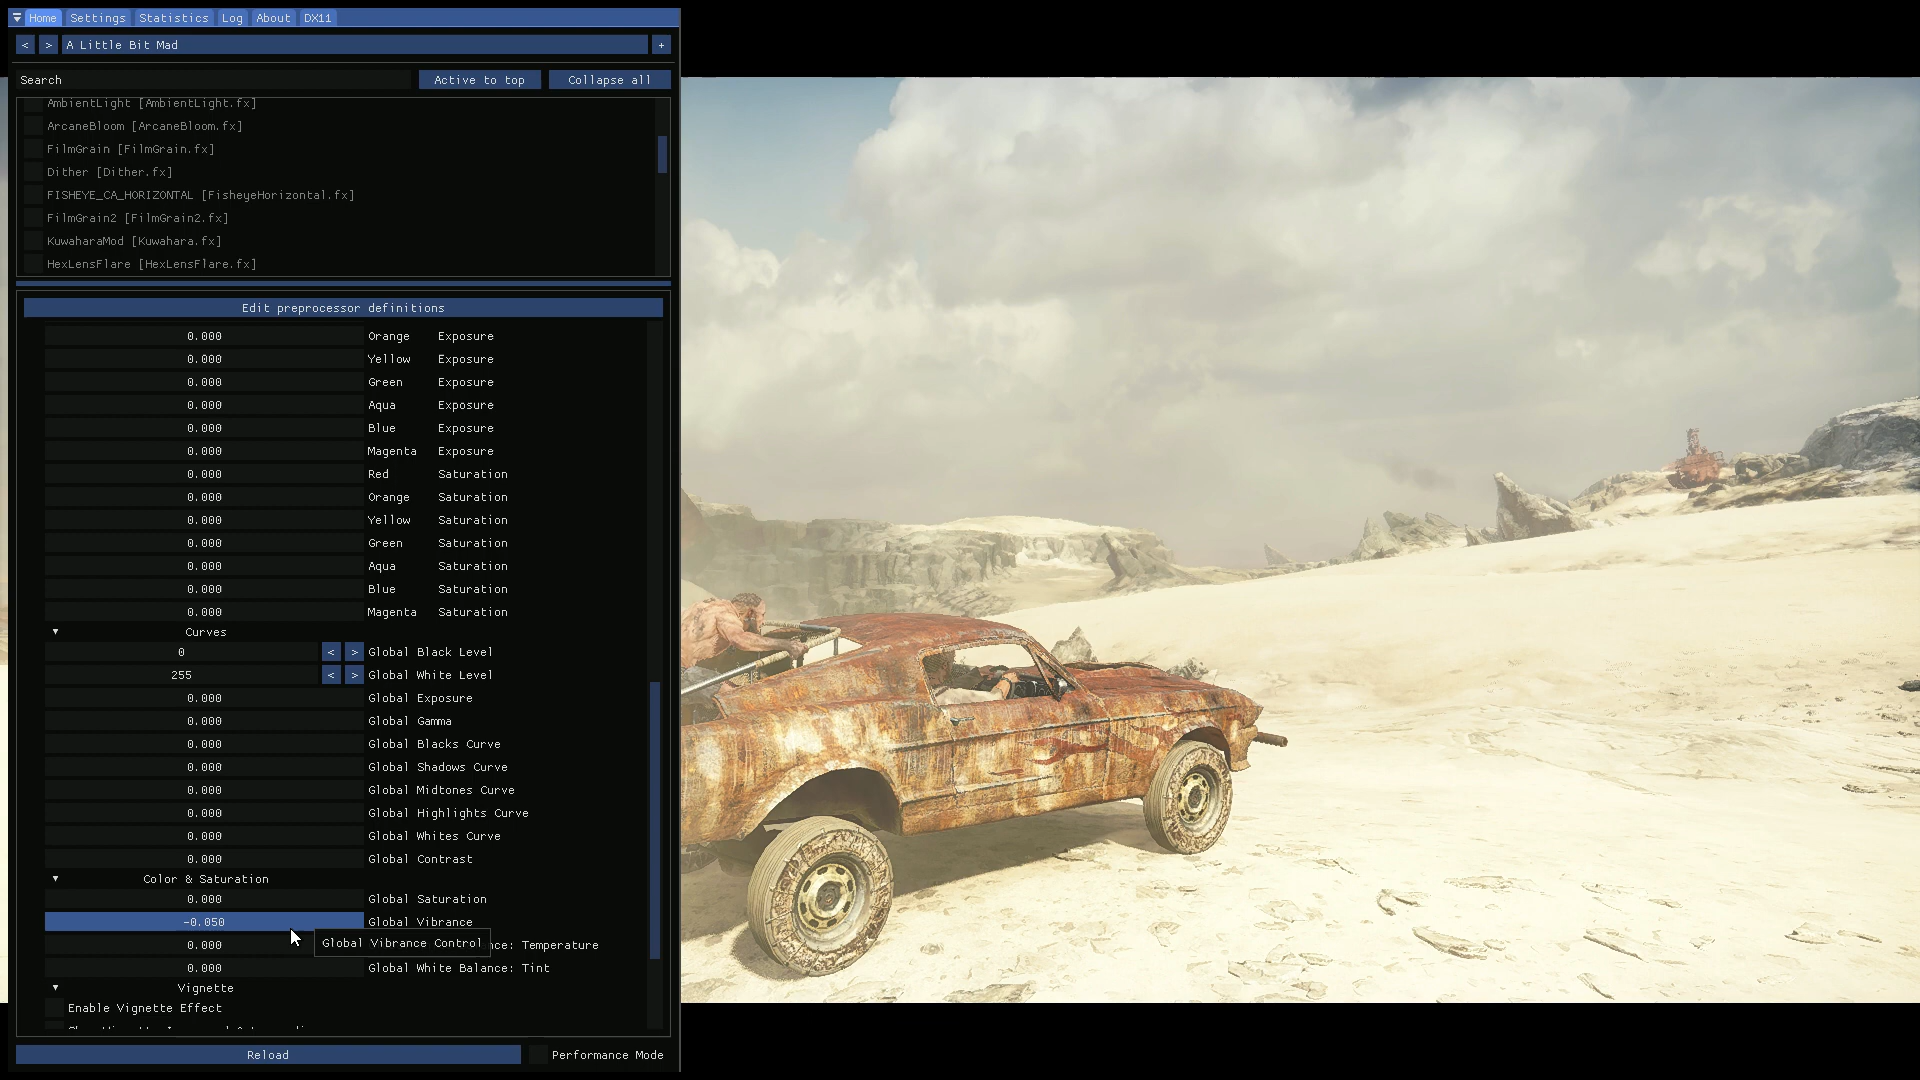 Home Settings Statistics Log About DX11
< > A Little Bit Mad +
Search Active to top Collapse all
AmbientLight [AmbientLight.fx]
ArcaneBloom [ArcaneBloom.fx]
FilmGrain [FilmGrain.fx]
Dither [Dither.fx]
FISHEYE_CA_HORIZONTAL [FisheyeHorizontal.fx]
FilmGrain2 [FilmGrain2.fx]
KuwaharaMod [Kuwahara.fx]
HexLensFlare [HexLensFlare.fx]
Edit preprocessor definitions
0.000 Orange Exposure
0.000 Yellow Exposure
0.000 Green Exposure
0.000 Aqua Exposure
0.000 Blue Exposure
0.000 Magenta Exposure
0.000 Red Saturation
0.000 Orange Saturation
0.000 Yellow Saturation
0.000 Green Saturation
0.000 Aqua Saturation
0.000 Blue Saturation
0.000 Magenta Saturation
Curves
0 < > Global Black Level
255 < > Global White Level
0.000 Global Exposure
0.000 Global Gamma
0.000 Global Blacks Curve
0.000 Global Shadows Curve
0.000 Global Midtones Curve
0.000 Global Highlights Curve
0.000 Global Whites Curve
0.000 Global Contrast
Color & Saturation
0.000 Global Saturation
-0.050 Global Vibrance
Global Vibrance Control
0.000 nce: Temperature
0.000 Global White Balance: Tint
Vignette
Enable Vignette Effect
Reload Performance Mode